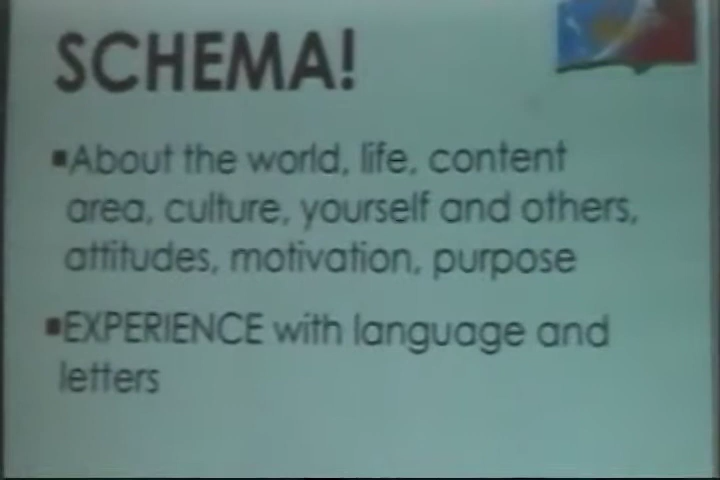 SCHEMA!
▪About the world, life, content
area, culture, yourself and others,
attitudes, motivation, purpose
▪EXPERIENCE with language and
letters